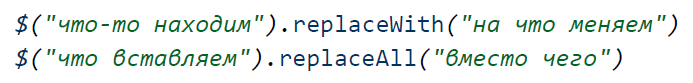 $("что-то находим").replaceWith("на что меняем")
$("что вставляем").replaceAll("вместо чего")